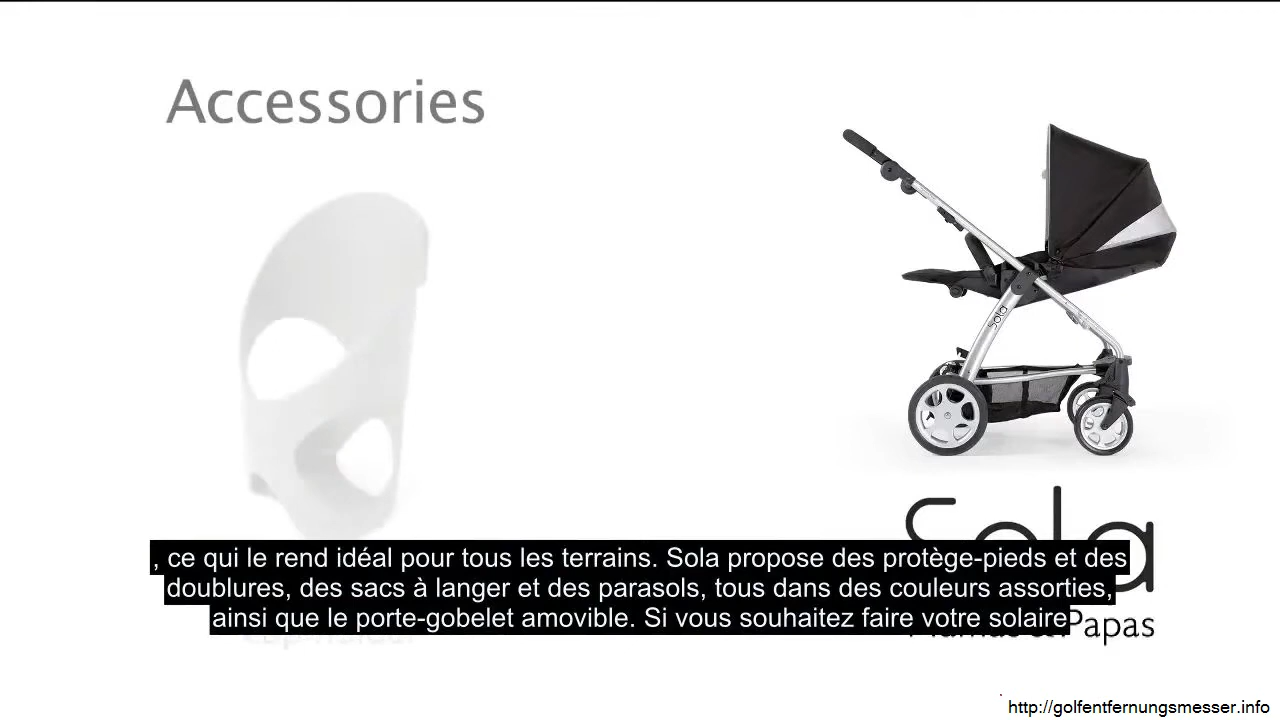 Accessories
Sola
Sola
, ce qui le rend idéal pour tous les terrains. Sola propose des protège-pieds et des
doublures, des sacs à langer et des parasols, tous dans des couleurs assorties,
ainsi que le porte-gobelet amovible. Si vous souhaitez faire votre solaire
Papas
http://golfentfernungsmesser.info